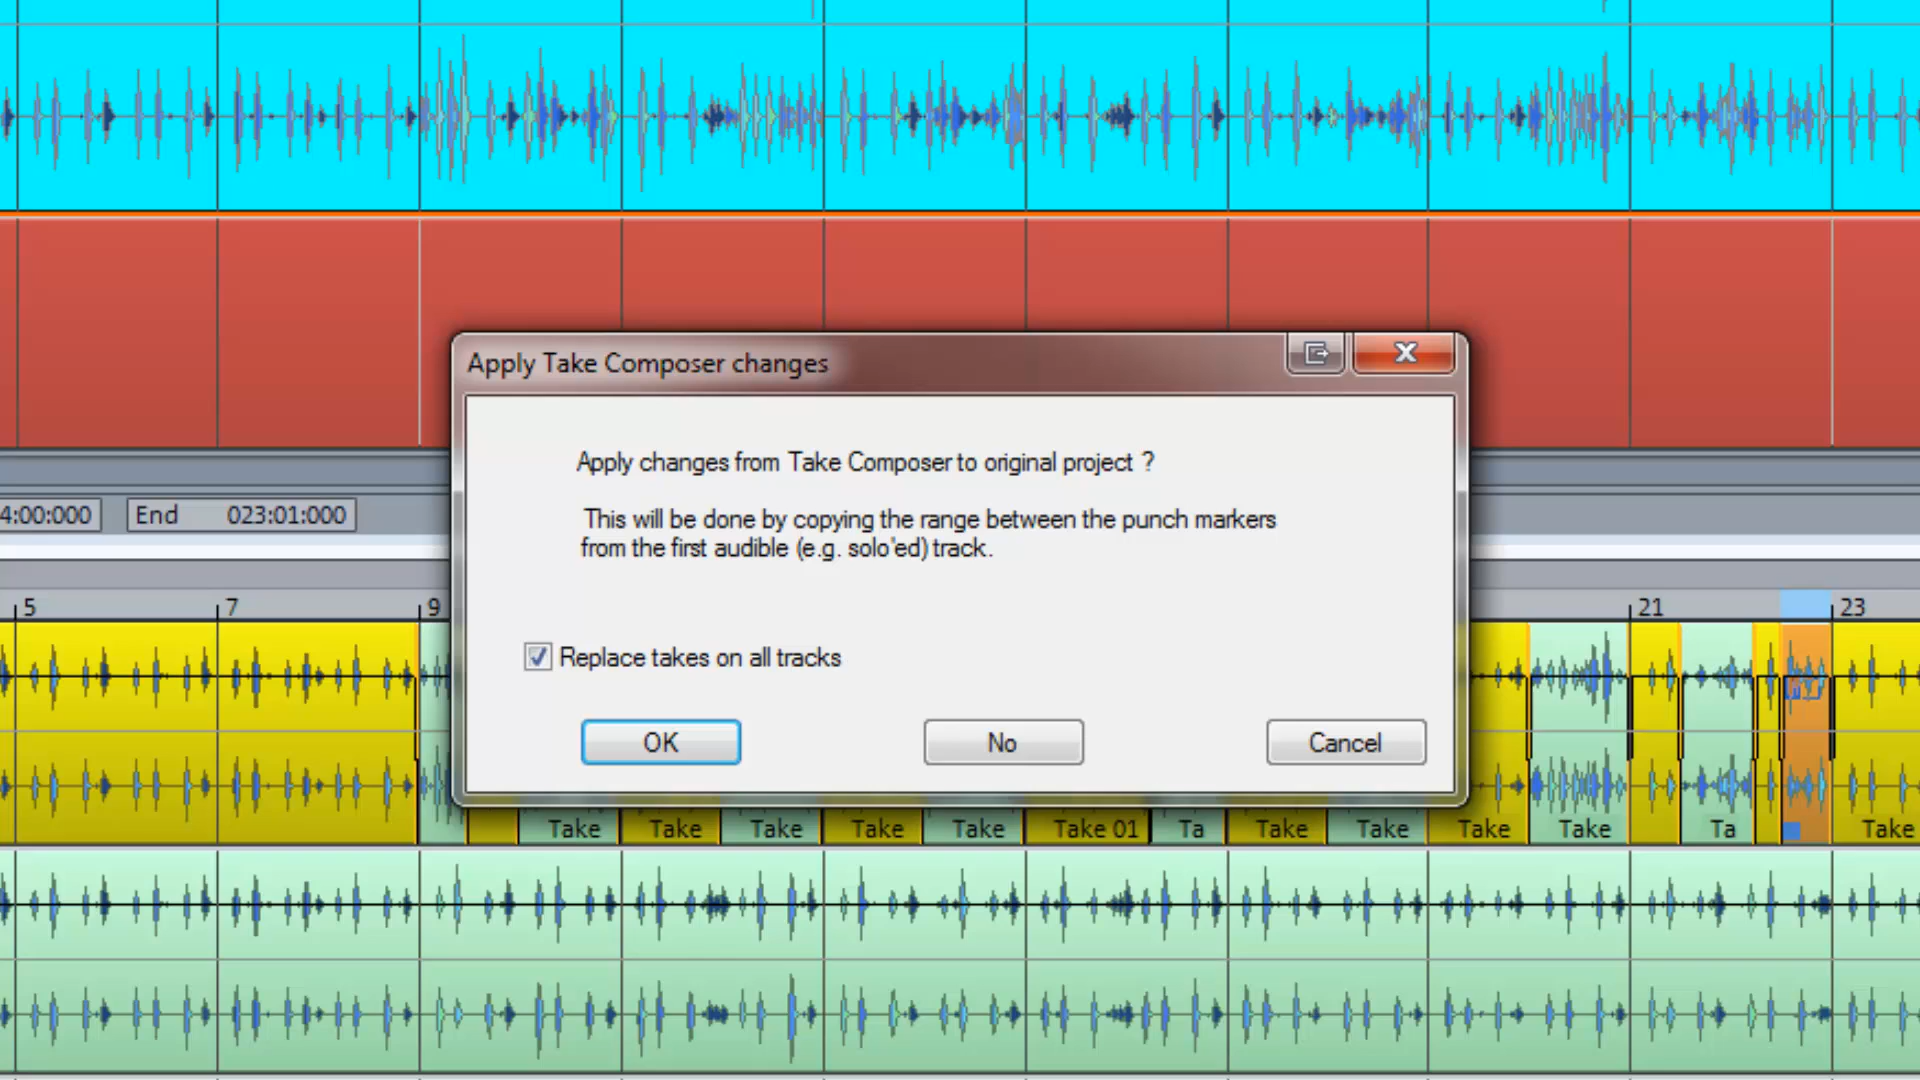 Apply Take Composer changes
Apply changes from Take Composer to original project ?
4:00:000 End 023:01:000
This will be done by copying the range between the punch markers
from the first audible (e.g. solo'ed) track.
5 7 9 21 23
Replace takes on all tracks
OK No Cancel
Take Take Take Take Take Take 01 Ta Take Take Take Take Ta Take